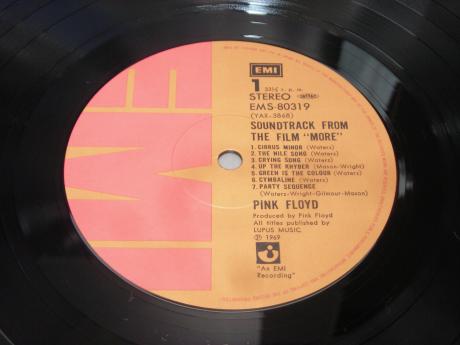 EMI
EMI
1
33⅓ r. p. m.
STEREO
EMS-80319
(YAX-3868)
SOUNDTRACK FROM
THE FILM "MORE"
1. CIRRUS MINOR (Waters)
2. THE NILE SONG (Waters)
3. CRYING SONG (Waters)
4. UP THE KHYBER (Mason-Wright)
5. GREEN IS THE COLOUR (Waters)
6. CYMBALINE (Waters)
7. PARTY SEQUENCE
(Waters-Wright-Gilmour-Mason)
PINK FLOYD
Produced by Pink Floyd
All titles published by
LUPUS MUSIC
Ⓟ 1969
"An EMI
Recording"